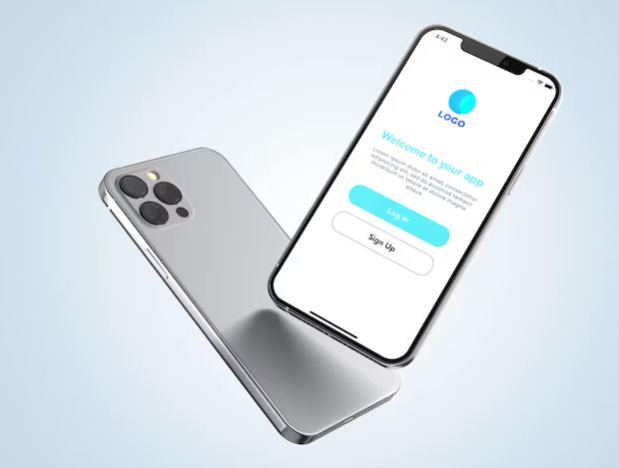 4:42
LOGO
Welcome to your app
Lorem ipsum dolor sit amet, consectetur
adipiscing elit, sed do eiusmod tempor
incididunt ut labore et dolore magna
aliqua.
Log in
Sign Up